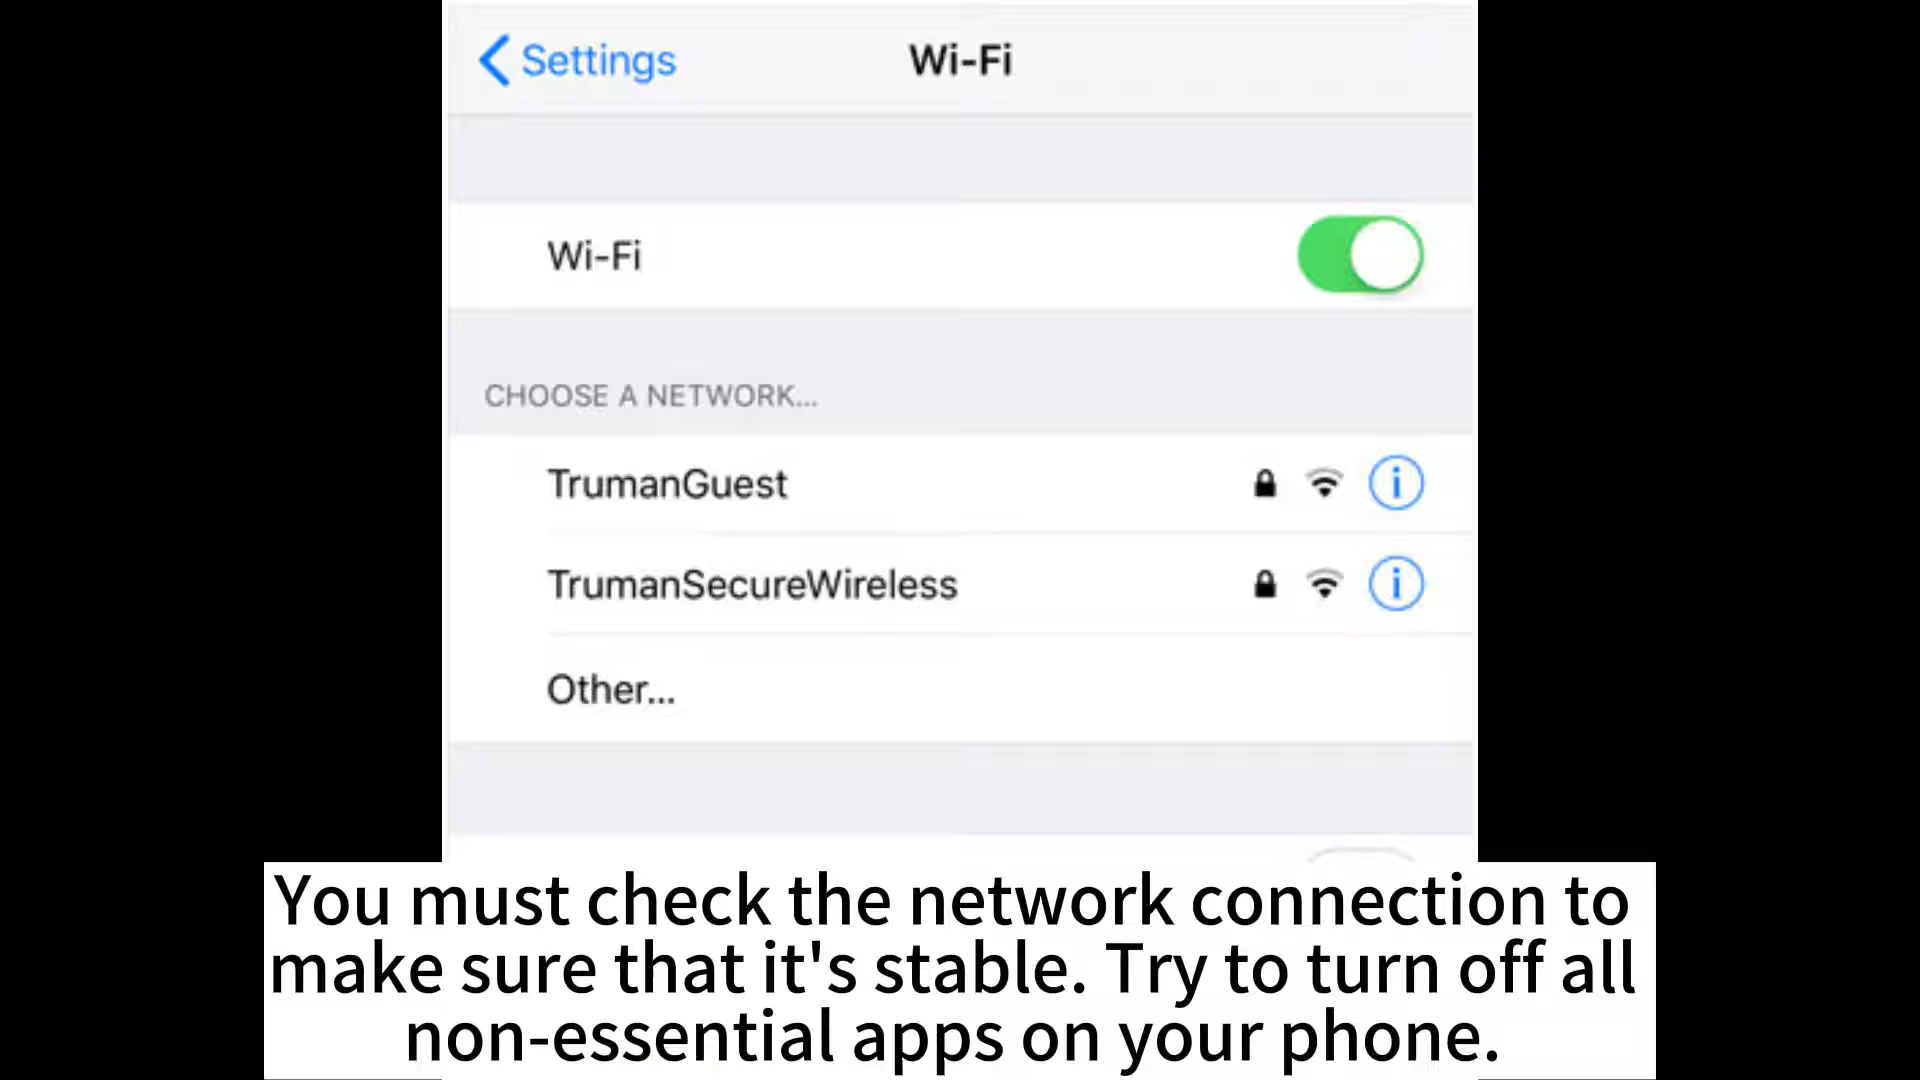 Settings
Wi-Fi
Wi-Fi
CHOOSE A NETWORK...
TrumanGuest
TrumanSecureWireless
Other...
You must check the network connection to
make sure that it's stable. Try to turn off all
non-essential apps on your phone.